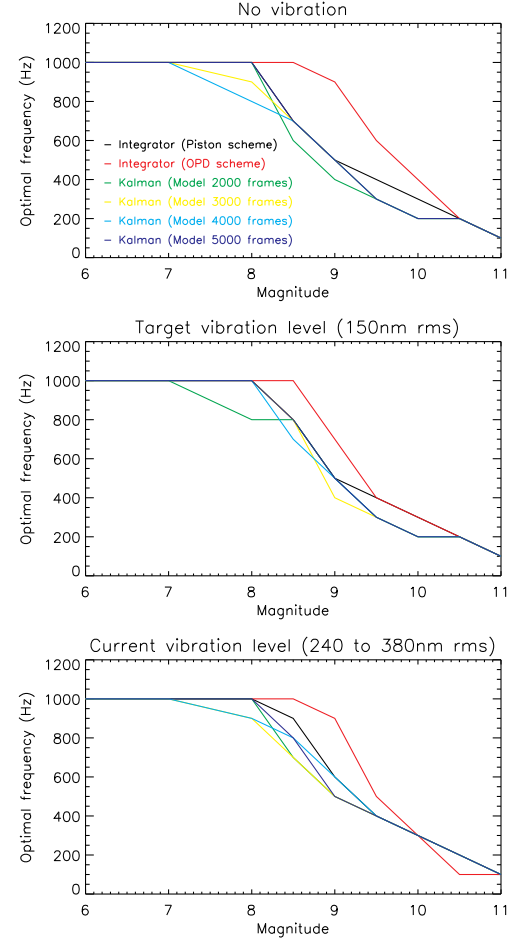 No vibration
1200
1000
800
600
400
200
0
Optimal frequency (Hz)
– Integrator (Piston scheme)
– Integrator (OPD scheme)
– Kalman (Model 2000 frames)
– Kalman (Model 3000 frames)
– Kalman (Model 4000 frames)
– Kalman (Model 5000 frames)
6 7 8 9 10 11
Magnitude
Target vibration level (150nm rms)
1200
1000
800
600
400
200
0
Optimal frequency (Hz)
6 7 8 9 10 11
Magnitude
Current vibration level (240 to 380nm rms)
1200
1000
800
600
400
200
0
Optimal frequency (Hz)
6 7 8 9 10 11
Magnitude